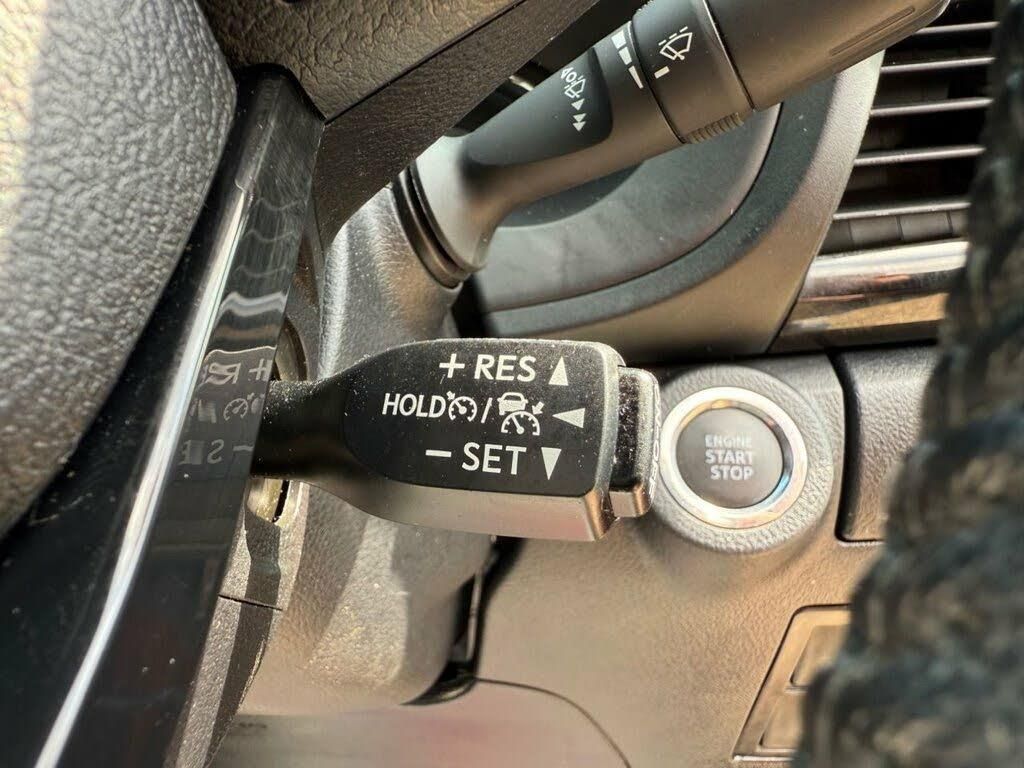 + RES
HOLD /
− SET
ENGINE
START
STOP